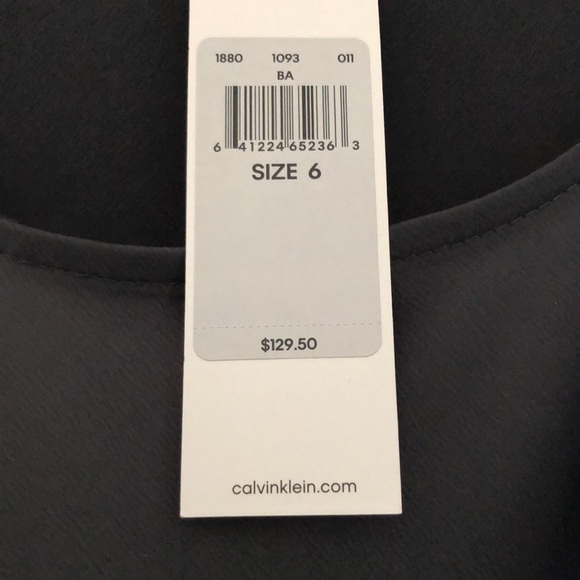 1880 1093 011
BA
6 41224 65236 3
SIZE 6
$129.50
calvinklein.com